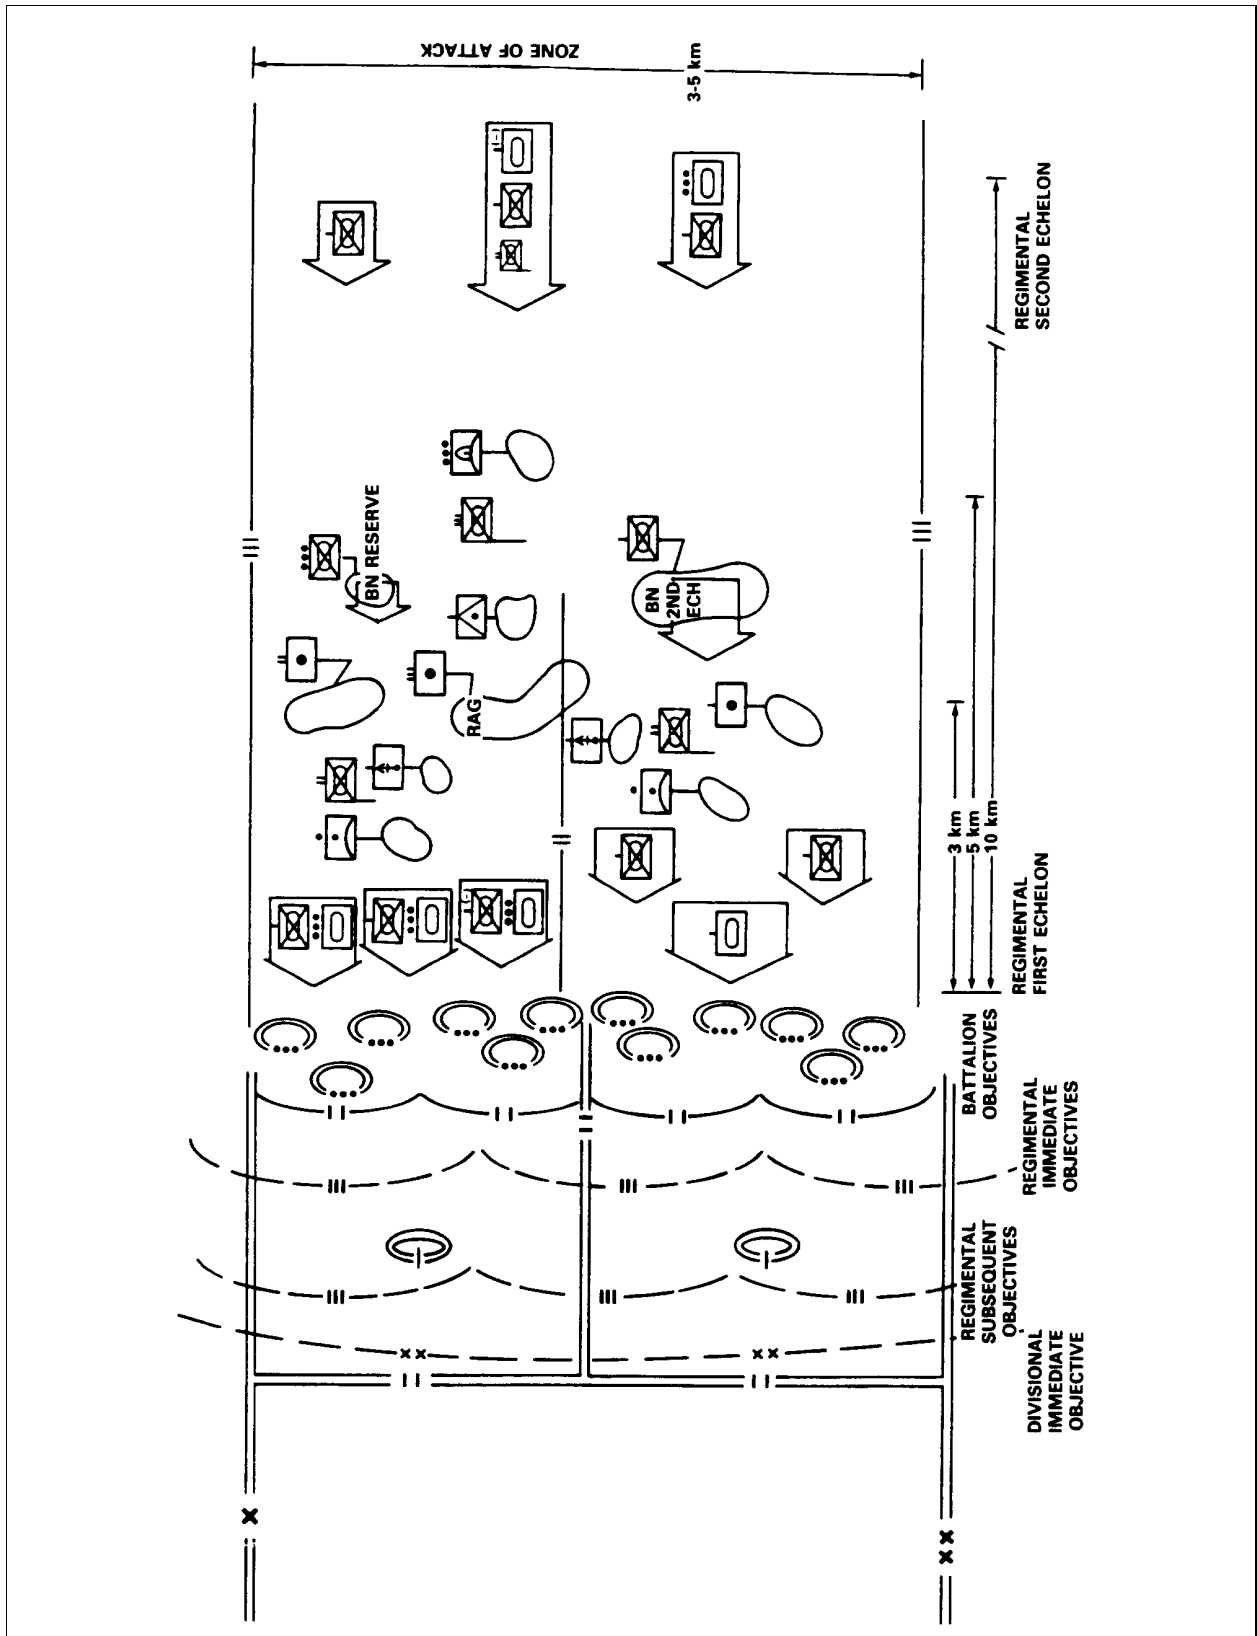 ZONE OF ATTACK
3-5 km
REGIMENTAL
SECOND ECHELON
BN RESERVE
BN
2ND
ECH
RAG
3 km
5 km
10 km
REGIMENTAL
FIRST ECHELON
BATTALION
OBJECTIVES
REGIMENTAL
IMMEDIATE
OBJECTIVES
REGIMENTAL
SUBSEQUENT
OBJECTIVES
DIVISIONAL
IMMEDIATE
OBJECTIVE